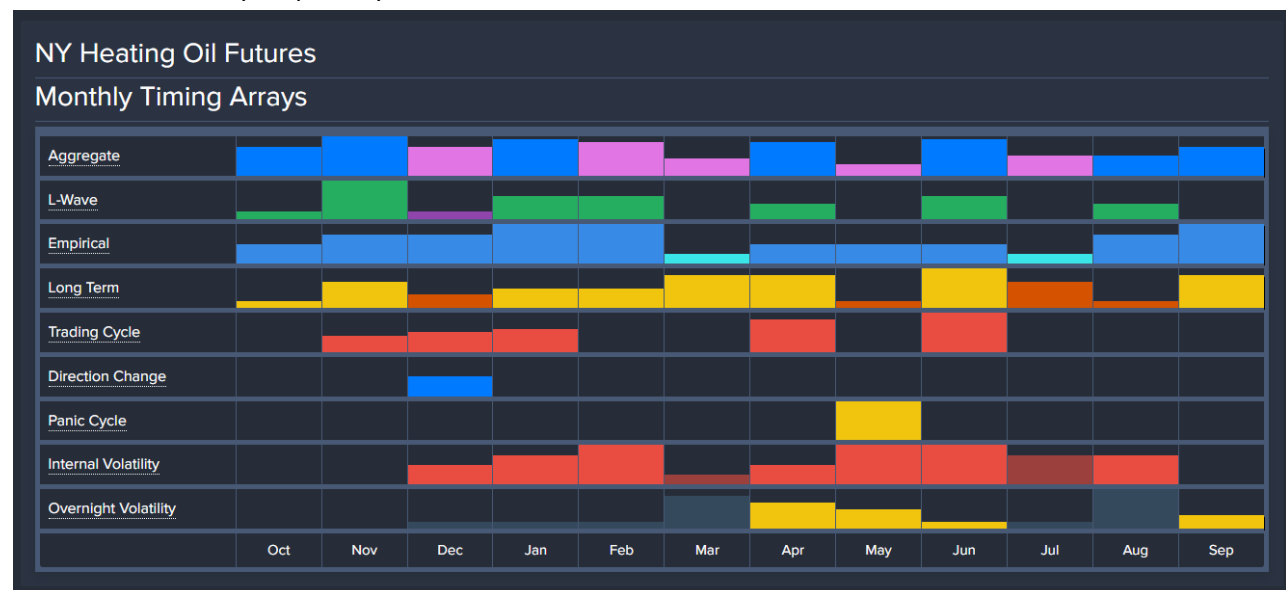 NY Heating Oil Futures
Monthly Timing Arrays
Aggregate
L-Wave
Empirical
Long Term
Trading Cycle
Direction Change
Panic Cycle
Internal Volatility
Overnight Volatility
Oct Nov Dec Jan Feb Mar Apr May Jun Jul Aug Sep